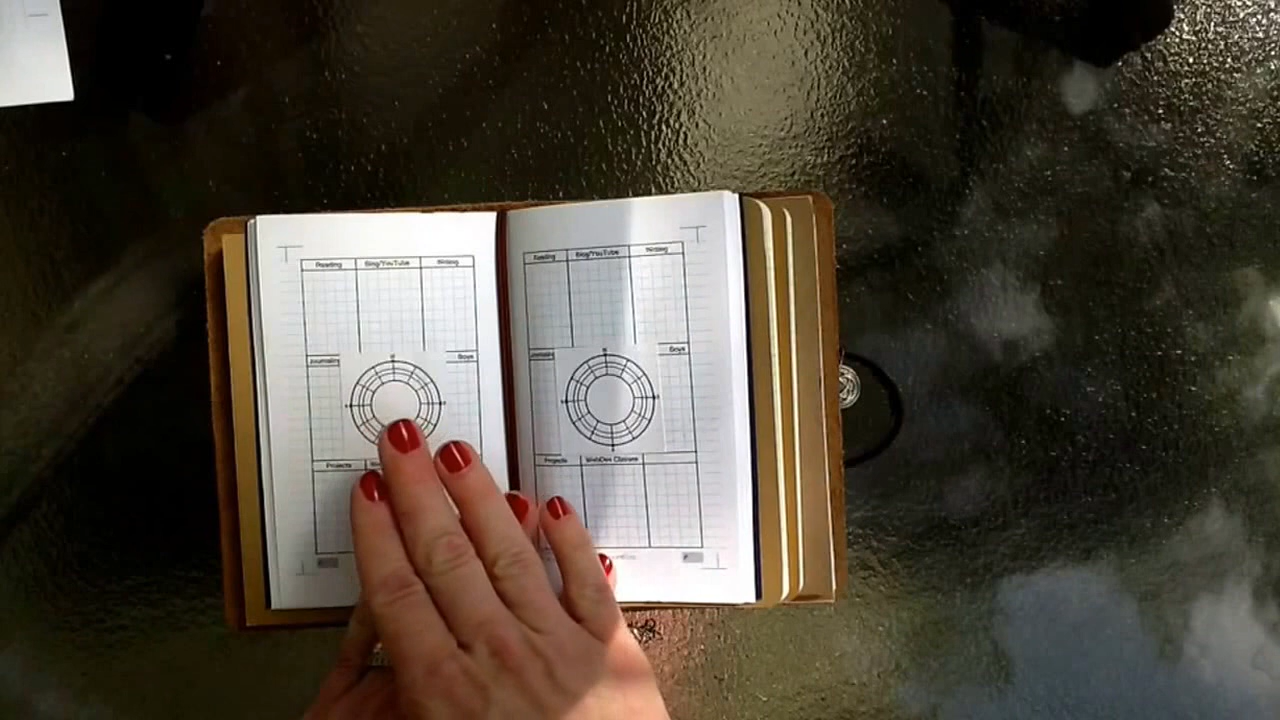 Reading Blog/YouTube Writing
Journaling Boys
Projects
Reading Blog/YouTube Writing
Journaling Boys
Projects WebDev Classes